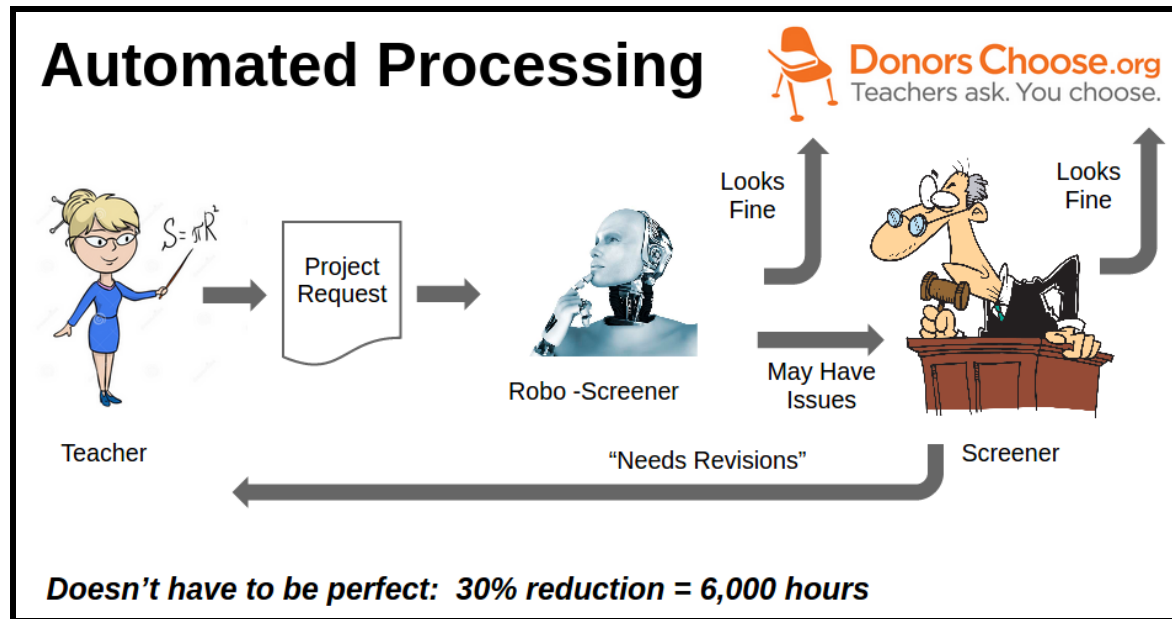 Automated Processing
DonorsChoose.org
Teachers ask. You choose.
S=πR²
Project
Request
Looks
Fine
Looks
Fine
Robo -Screener
May Have
Issues
Teacher
“Needs Revisions”
Screener
Doesn’t have to be perfect:  30% reduction = 6,000 hours